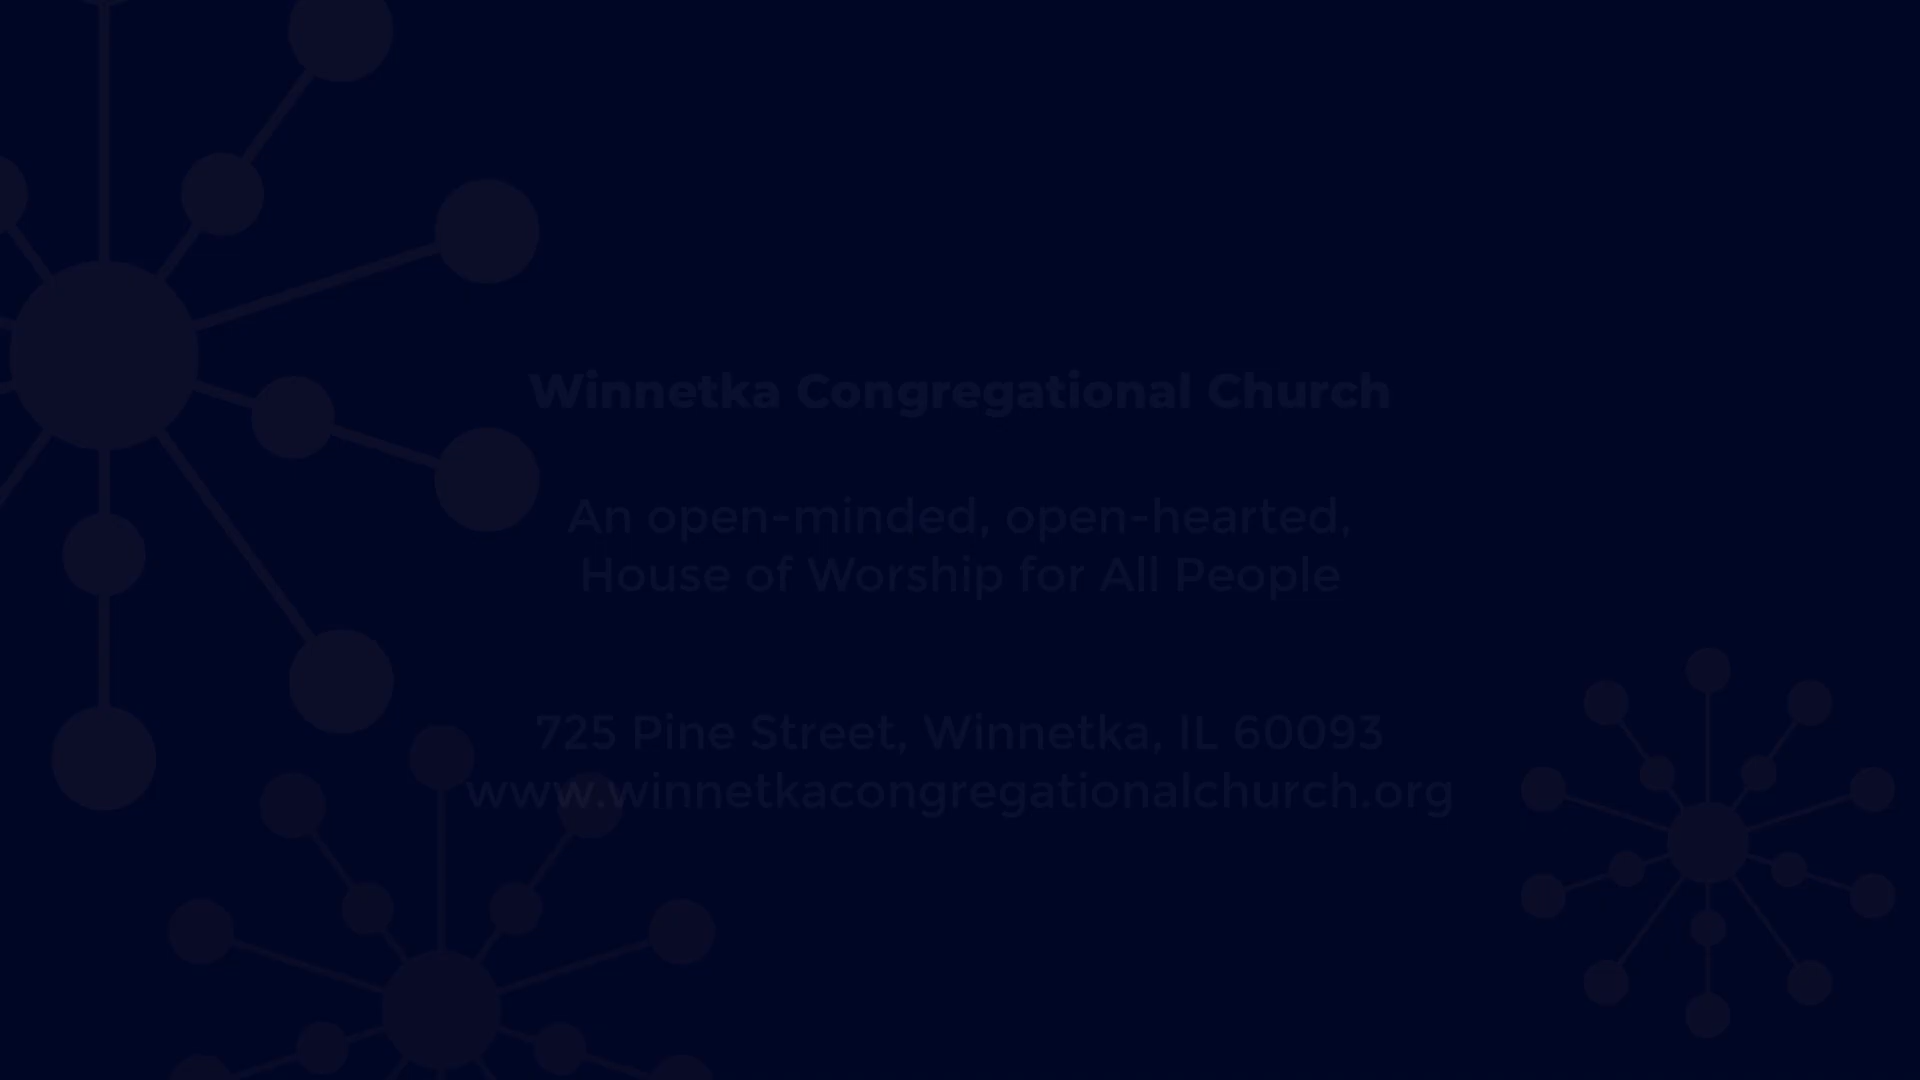 Winnetka Congregational Church
An open-minded, open-hearted,
House of Worship for All People
725 Pine Street, Winnetka, IL 60093
www.winnetkacongregationalchurch.org